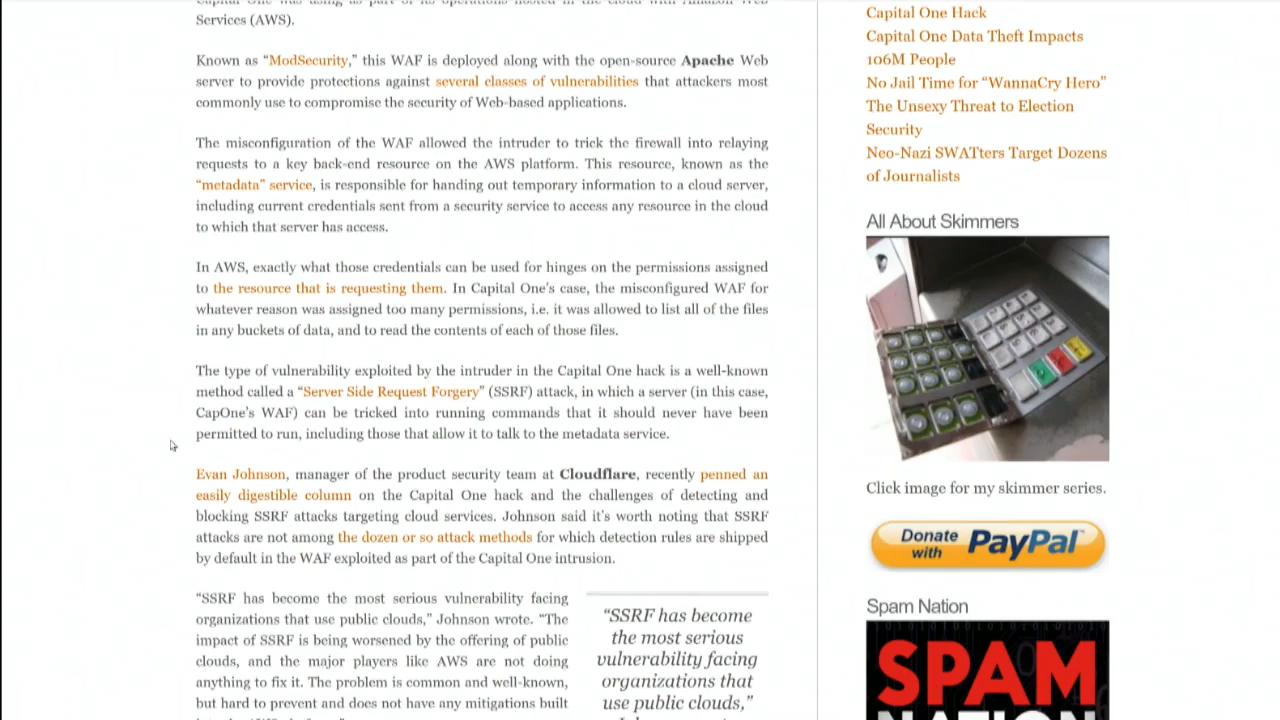 Services (AWS).
Known as “ModSecurity,” this WAF is deployed along with the open-source Apache Web
server to provide protections against several classes of vulnerabilities that attackers most
commonly use to compromise the security of Web-based applications.
The misconfiguration of the WAF allowed the intruder to trick the firewall into relaying
requests to a key back-end resource on the AWS platform. This resource, known as the
“metadata” service, is responsible for handing out temporary information to a cloud server,
including current credentials sent from a security service to access any resource in the cloud
to which that server has access.
In AWS, exactly what those credentials can be used for hinges on the permissions assigned
to the resource that is requesting them. In Capital One’s case, the misconfigured WAF for
whatever reason was assigned too many permissions, i.e. it was allowed to list all of the files
in any buckets of data, and to read the contents of each of those files.
The type of vulnerability exploited by the intruder in the Capital One hack is a well-known
method called a “Server Side Request Forgery” (SSRF) attack, in which a server (in this case,
CapOne’s WAF) can be tricked into running commands that it should never have been
permitted to run, including those that allow it to talk to the metadata service.
Evan Johnson, manager of the product security team at Cloudflare, recently penned an
easily digestible column on the Capital One hack and the challenges of detecting and
blocking SSRF attacks targeting cloud services. Johnson said it’s worth noting that SSRF
attacks are not among the dozen or so attack methods for which detection rules are shipped
by default in the WAF exploited as part of the Capital One intrusion.
“SSRF has become the most serious vulnerability facing
organizations that use public clouds,” Johnson wrote. “The
impact of SSRF is being worsened by the offering of public
clouds, and the major players like AWS are not doing
anything to fix it. The problem is common and well-known,
but hard to prevent and does not have any mitigations built
“SSRF has become
the most serious
vulnerability facing
organizations that
use public clouds,”
Capital One Hack
Capital One Data Theft Impacts
106M People
No Jail Time for “WannaCry Hero”
The Unsexy Threat to Election
Security
Neo-Nazi SWATters Target Dozens
of Journalists
All About Skimmers
Click image for my skimmer series.
Donate
with PayPal
Spam Nation
SPAM
NATION